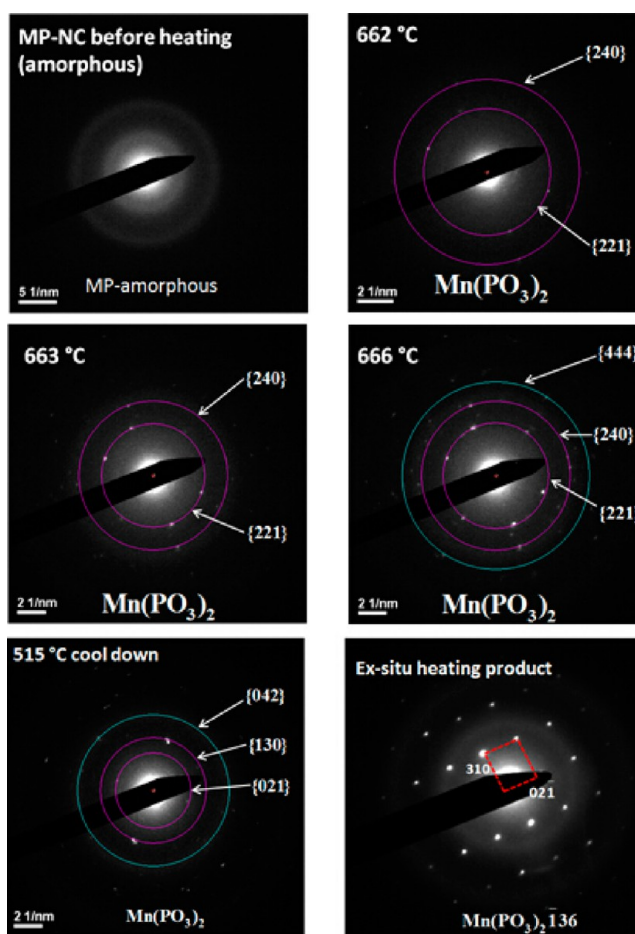 MP-NC before heating
(amorphous)
MP-amorphous
5 1/nm
662 °C
{240}
{221}
Mn(PO₃)₂
2 1/nm
663 °C
{240}
{221}
Mn(PO₃)₂
2 1/nm
666 °C
{444}
{240}
{221}
Mn(PO₃)₂
2 1/nm
515 °C cool down
{042}
{130}
{021}
Mn(PO₃)₂
2 1/nm
Ex-situ heating product
310
021
Mn(PO₃)₂ 1̄36